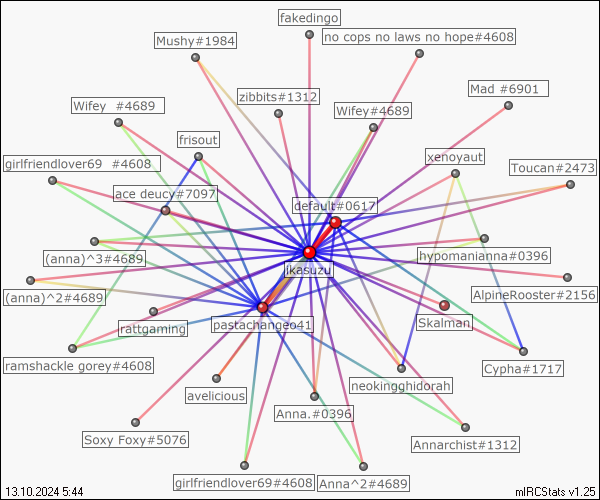 fakedingo
no cops no laws no hope#4608
Mushy#1984
Mad #6901
zibbits#1312
Wifey  #4689
Wifey#4689
frisout
xenoyaut
girlfriendlover69  #4608
Toucan#2473
ace deucy#7097
default#0617
(anna)^3#4689
hypomanianna#0396
jkasuzu
(anna)^2#4689
AlpineRooster#2156
rattgaming
pastachangeo41
Skalman
ramshackle gorey#4608
Cypha#1717
neokingghidorah
avelicious
Anna.#0396
Soxy Foxy#5076
Annarchist#1312
girlfriendlover69#4608
Anna^2#4689
13.10.2024 5:44
mIRCStats v1.25